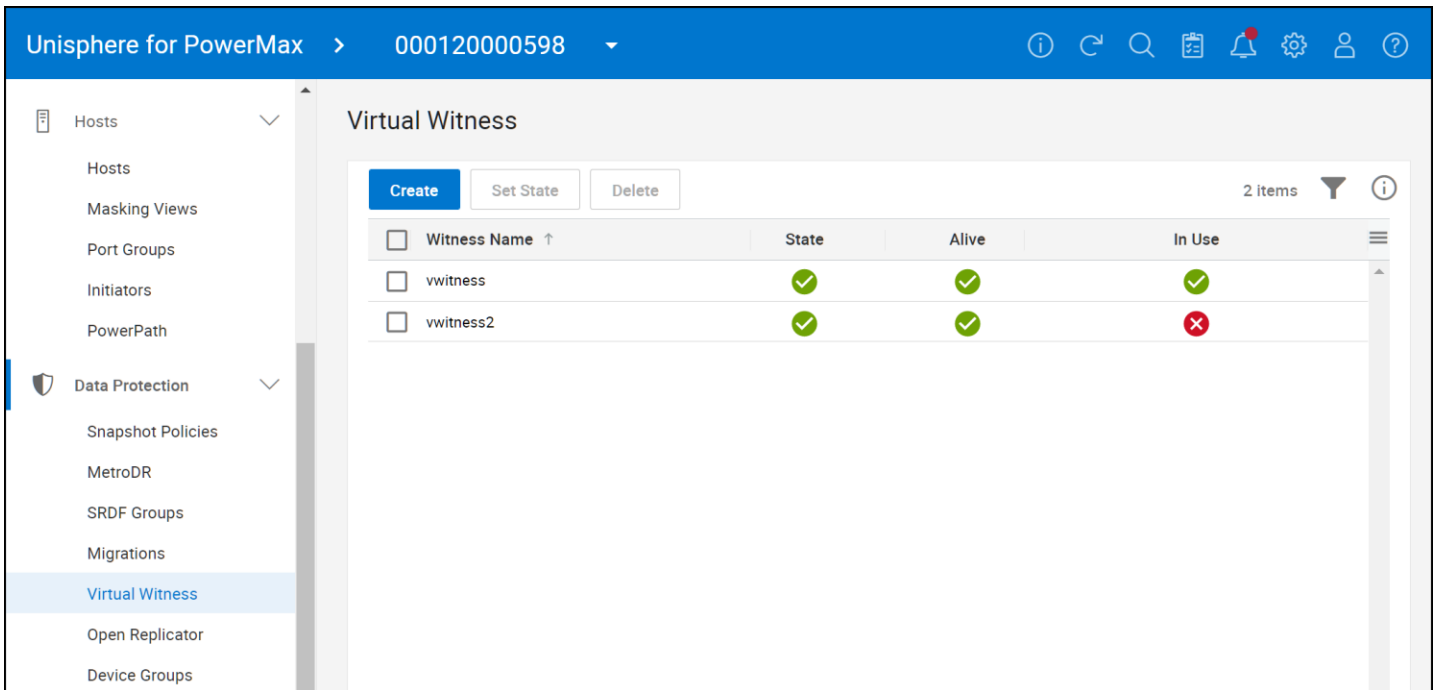 Unisphere for PowerMax > 000120000598
Hosts
Hosts
Masking Views
Port Groups
Initiators
PowerPath
Data Protection
Snapshot Policies
MetroDR
SRDF Groups
Migrations
Virtual Witness
Open Replicator
Device Groups
Virtual Witness
Create Set State Delete 2 items
Witness Name ↑ State Alive In Use
vwitness
vwitness2